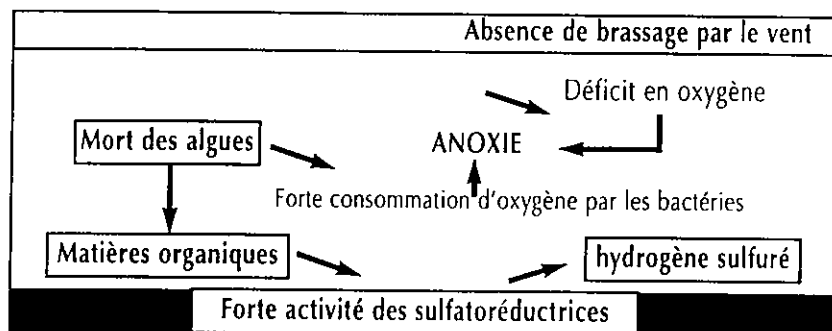 Absence de brassage par le vent
Déficit en oxygène
Mort des algues
ANOXIE
Forte consommation d'oxygène par les bactéries
Matières organiques
hydrogène sulfuré
Forte activité des sulfatoréductrices